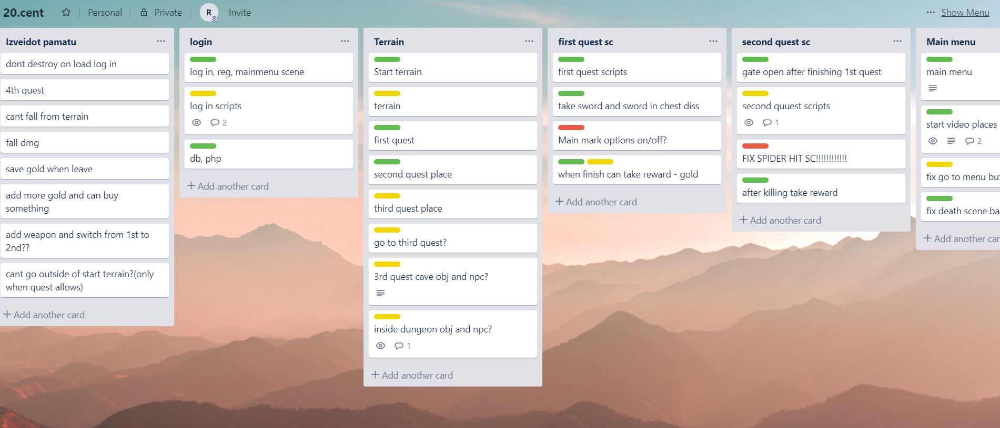 20.cent
Personal
Private
R
Invite
Show Menu
Izveidot pamatu
dont destroy on load log in
4th quest
cant fall from terrain
fall dmg
save gold when leave
add more gold and can buy
something
add weapon and switch from 1st to
2nd??
cant go outside of start terrain?(only
when quest allows)
Add another card
login
log in, reg, mainmenu scene
log in scripts
2
db, php
Add another card
Terrain
Start terrain
terrain
first quest
second quest place
third quest place
go to third quest?
3rd quest cave obj and npc?
inside dungeon obj and npc?
1
Add another card
first quest sc
first quest scripts
take sword and sword in chest diss
Main mark options on/off?
when finish can take reward - gold
Add another card
second quest sc
gate open after finishing 1st quest
second quuest scripts
1
FIX SPIDER HIT SC!!!!!!!!!!!!
after killing take reward
Add another card
Main menu
main menu
start video places
2
fix go to menu but
fix death scene ba
Add another car